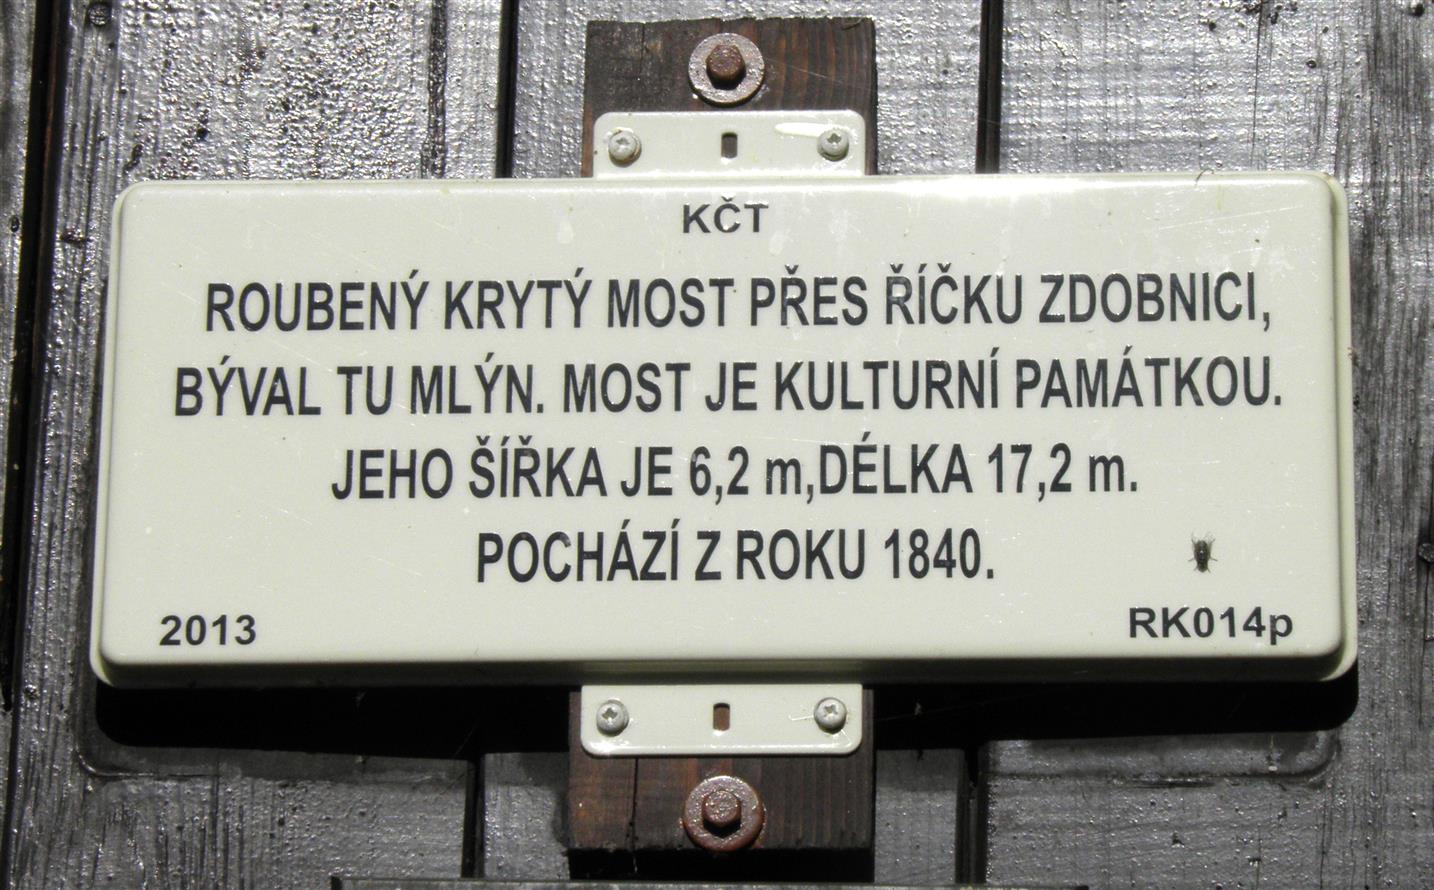 KČT
ROUBENÝ KRYTÝ MOST PŘES ŘÍČKU ZDOBNICI,
BÝVAL TU MLÝN. MOST JE KULTURNÍ PAMÁTKOU.
JEHO ŠÍŘKA JE 6,2 m,DÉLKA 17,2 m.
POCHÁZÍ Z ROKU 1840.
2013
RK014p